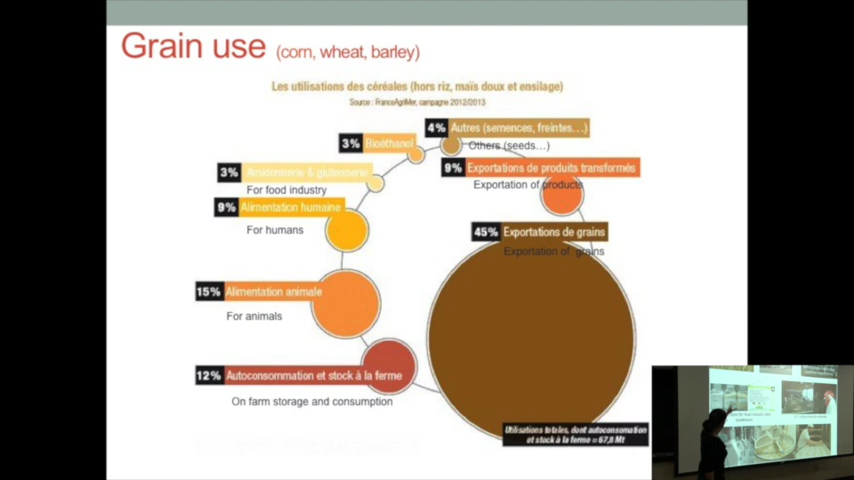 Grain use (corn, wheat, barley)
Les utilisations des céréales (hors riz, maïs doux et ensilage)
Source : FranceAgriMer, campagne 2012/2013
4% Autres (semences, freintes…)
Others (seeds…)
3% Bioéthanol
9% Exportations de produits transformés
Exportation of products
3% Amidonnerie & glutennerie
For food industry
9% Alimentation humaine
For humans
45% Exportations de grains
Exportation of grains
15% Alimentation animale
For animals
12% Autoconsommation et stock à la ferme
On farm storage and consumption
Utilisations totales, dont autoconsomation
et stock à la ferme = 67,8 Mt